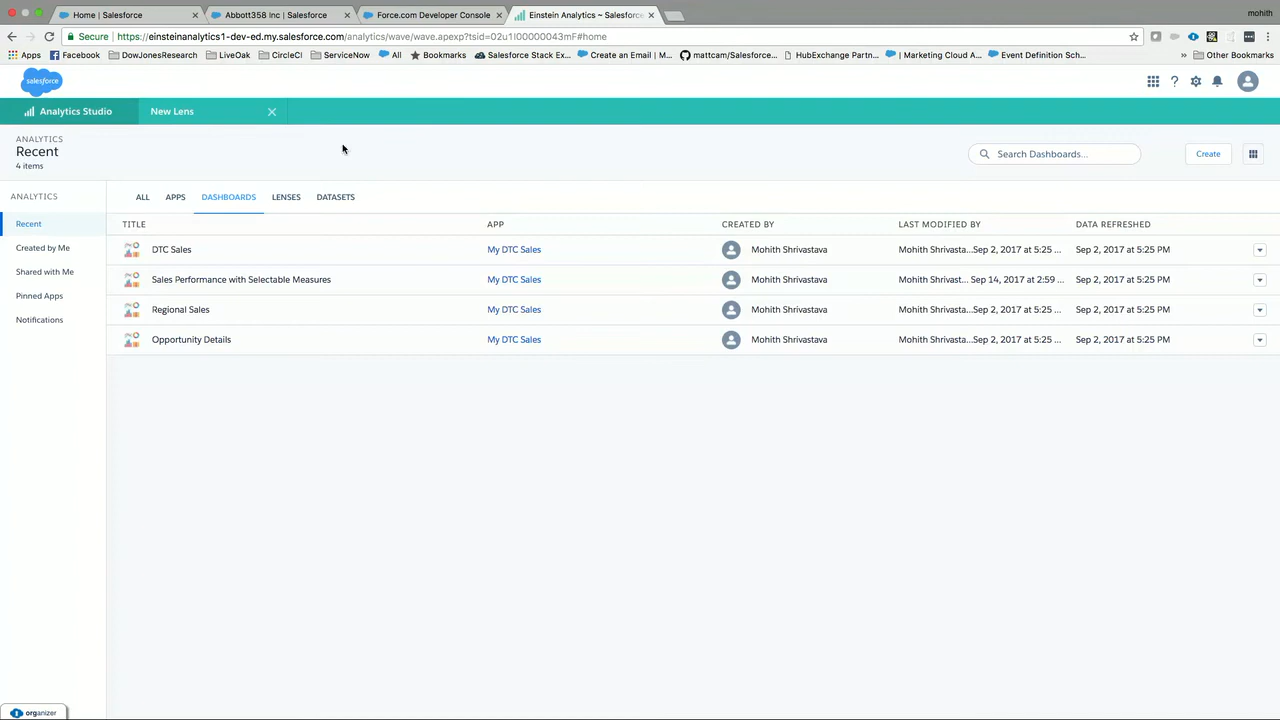 Home | Salesforce
Abbott358 Inc | Salesforce
Force.com Developer Console
Einstein Analytics ~ Salesforc
mohith
Secure
https://einsteinanalytics1-dev-ed.my.salesforce.com/analytics/wave/wave.apexp?tsid=02u1I00000043mF#home
Apps
Facebook
DowJonesResearch
LiveOak
CircleCI
ServiceNow
All
Bookmarks
Salesforce Stack Ex...
Create an Email | M...
mattcam/Salesforce...
HubExchange Partn...
| Marketing Cloud A...
Event Definition Sch...
»
Other Bookmarks
salesforce
Analytics Studio
New Lens
ANALYTICS
Recent
4 items
Search Dashboards...
Create
ANALYTICS
Recent
Created by Me
Shared with Me
Pinned Apps
Notifications
ALL APPS DASHBOARDS LENSES DATASETS
TITLE APP CREATED BY LAST MODIFIED BY DATA REFRESHED
DTC Sales My DTC Sales Mohith Shrivastava Mohith Shrivasta...Sep 2, 2017 at 5:25 ... Sep 2, 2017 at 5:25 PM
Sales Performance with Selectable Measures My DTC Sales Mohith Shrivastava Mohith Shrivast... Sep 14, 2017 at 2:59 ... Sep 2, 2017 at 5:25 PM
Regional Sales My DTC Sales Mohith Shrivastava Mohith Shrivasta...Sep 2, 2017 at 5:25 ... Sep 2, 2017 at 5:25 PM
Opportunity Details My DTC Sales Mohith Shrivastava Mohith Shrivasta...Sep 2, 2017 at 5:25 ... Sep 2, 2017 at 5:25 PM
organizer